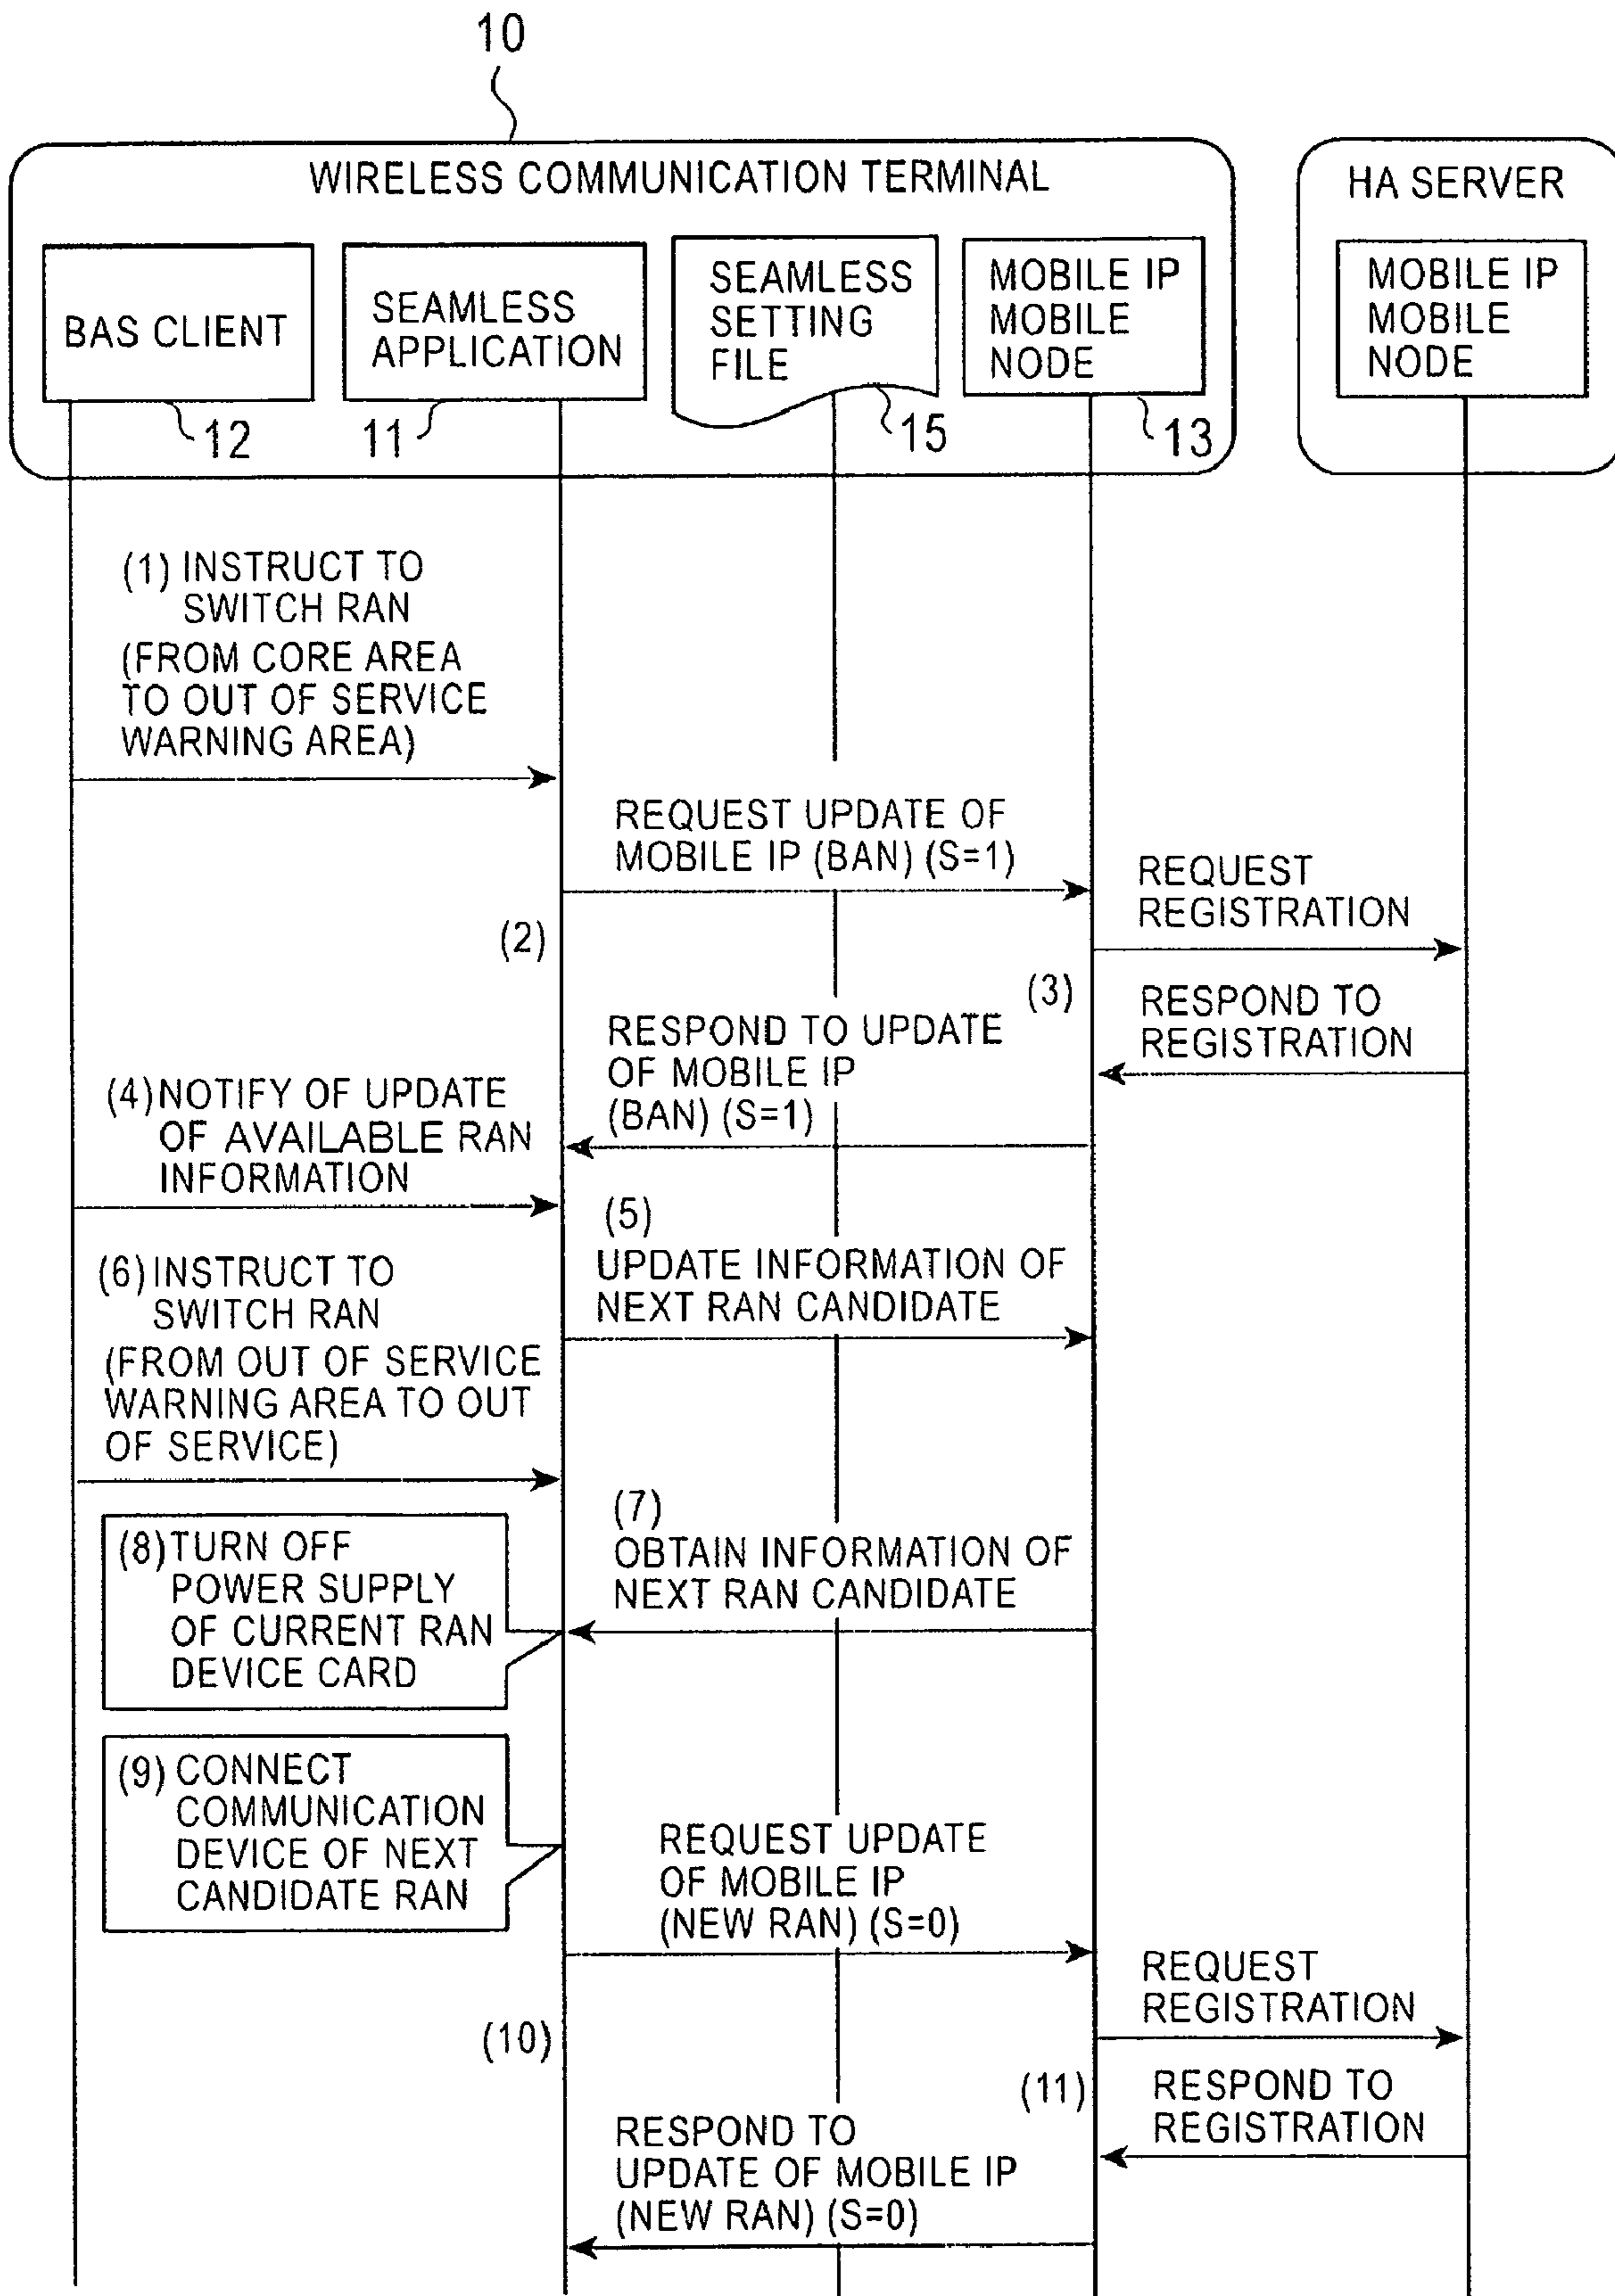 10
WIRELESS COMMUNICATION TERMINAL
HA SERVER
BAS CLIENT
12
SEAMLESS
APPLICATION
11
SEAMLESS
SETTING
FILE
15
MOBILE IP
MOBILE
NODE
13
MOBILE IP
MOBILE
NODE
(1) INSTRUCT TO
SWITCH RAN
(FROM CORE AREA
TO OUT OF SERVICE
WARNING AREA)
REQUEST UPDATE OF
MOBILE IP (BAN) (S=1)
(2)
REQUEST
REGISTRATION
(3)
RESPOND TO
REGISTRATION
RESPOND TO UPDATE
OF MOBILE IP
(BAN) (S=1)
(4) NOTIFY OF UPDATE
OF AVAILABLE RAN
INFORMATION
(5)
UPDATE INFORMATION OF
NEXT RAN CANDIDATE
(6) INSTRUCT TO
SWITCH RAN
(FROM OUT OF SERVICE
WARNING AREA TO OUT
OF SERVICE)
(7)
OBTAIN INFORMATION OF
NEXT RAN CANDIDATE
(8) TURN OFF
POWER SUPPLY
OF CURRENT RAN
DEVICE CARD
(9) CONNECT
COMMUNICATION
DEVICE OF NEXT
CANDIDATE RAN
REQUEST UPDATE
OF MOBILE IP
(NEW RAN) (S=0)
(10)
REQUEST
REGISTRATION
(11)
RESPOND TO
REGISTRATION
RESPOND TO
UPDATE OF MOBILE IP
(NEW RAN) (S=0)